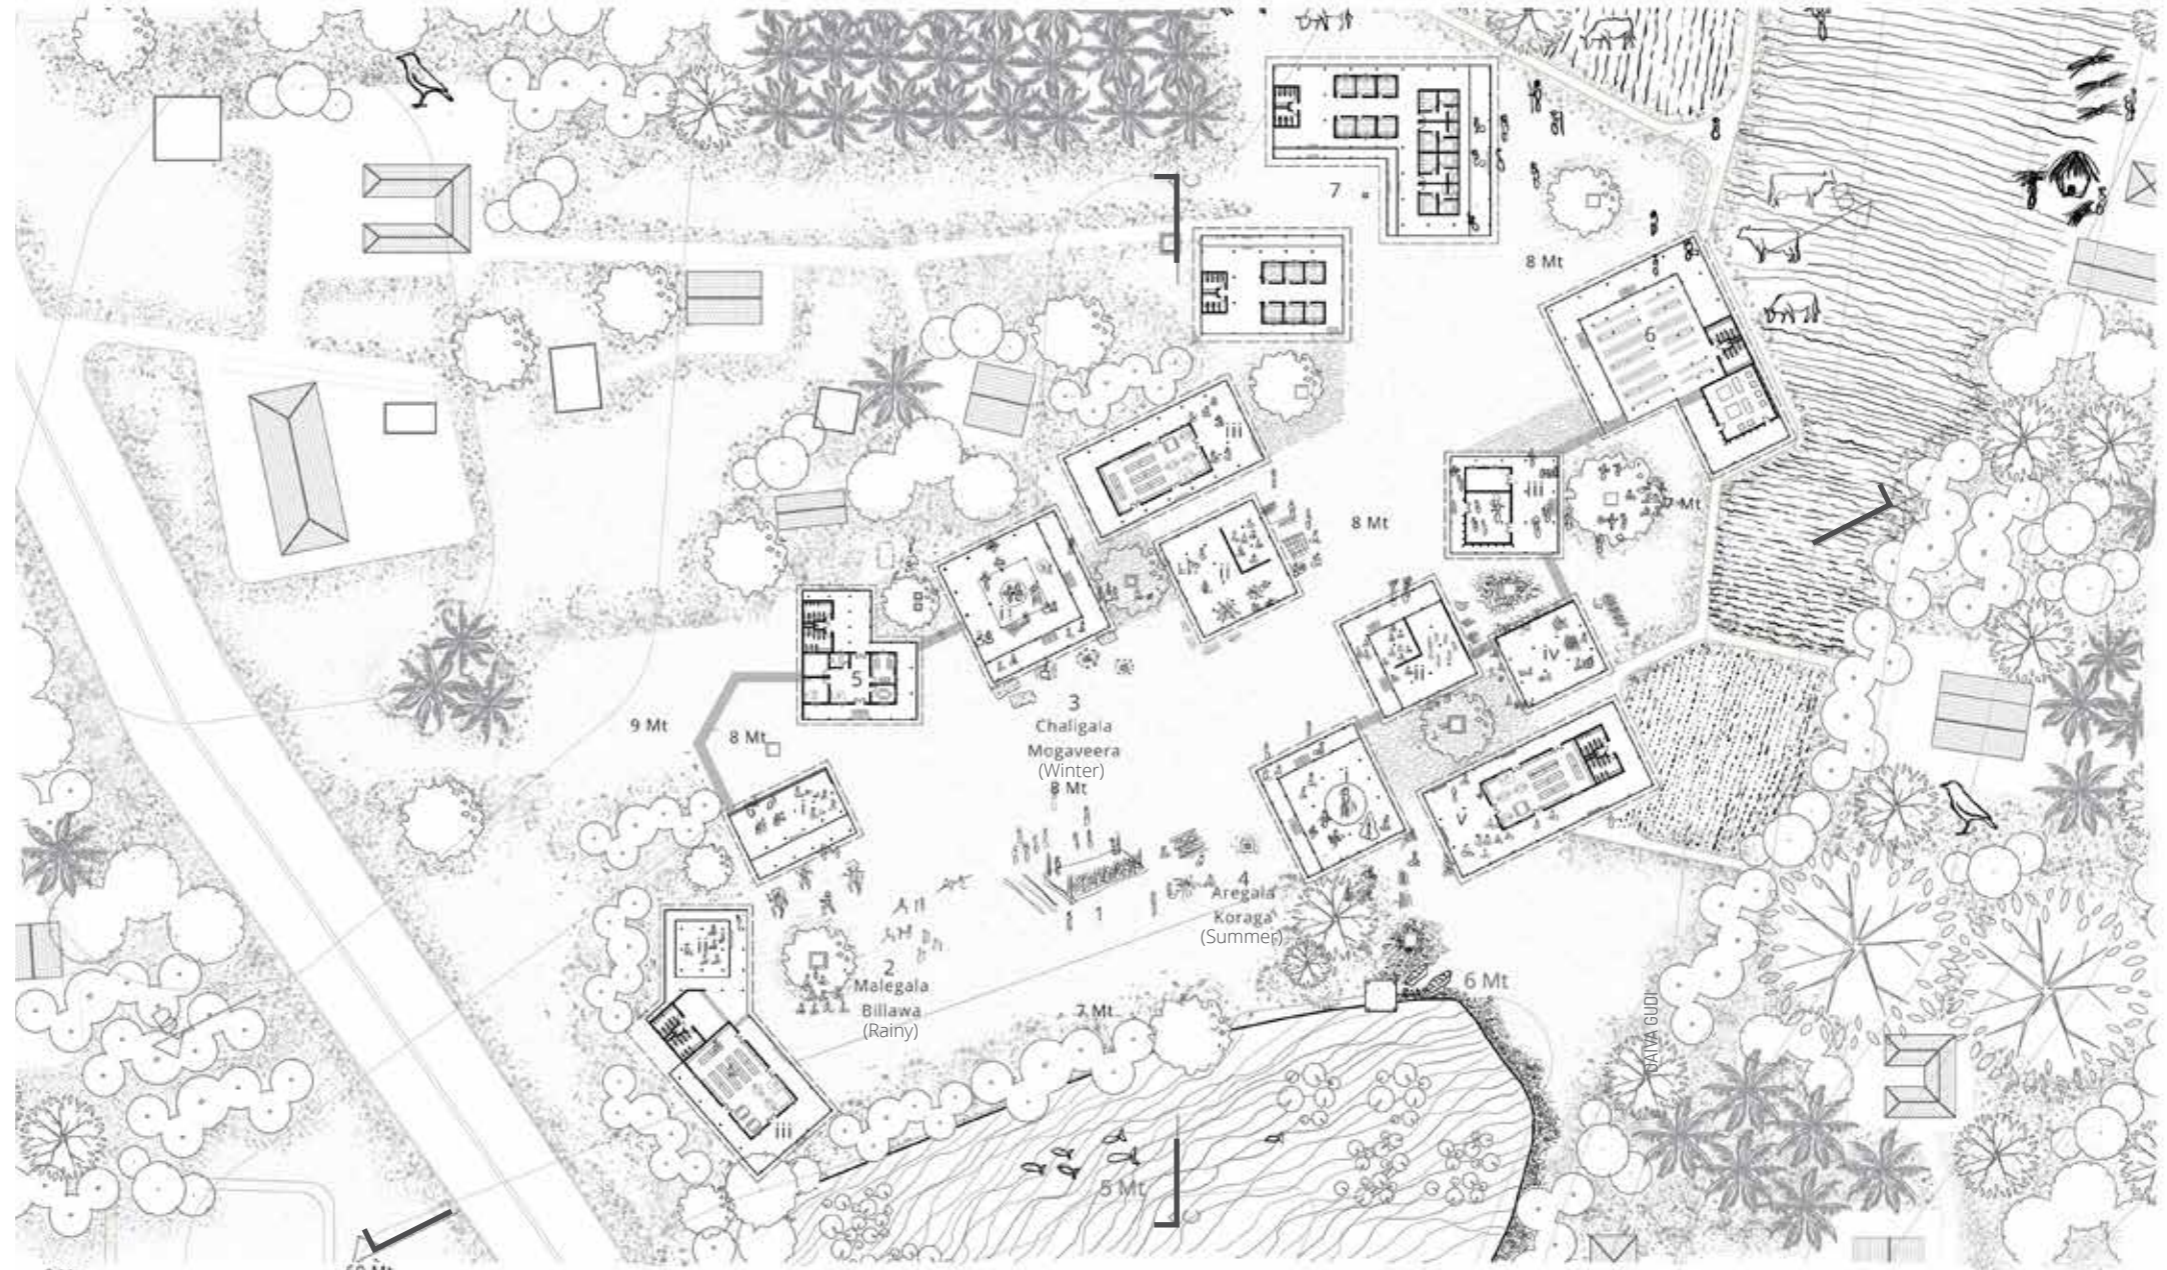 7
8 Mt
6
iii
iii
8 Mt
7 Mt
ii
ii
5
iv
ii
9 Mt
8 Mt
3
Chaligala
Mogaveera
(Winter)
8 Mt
i
i
v
1
4
Aregala
Koraga
(Summer)
ii
2
Malegala
Billawa
(Rainy)
7 Mt
6 Mt
DAIVA GUDI
iii
5 Mt